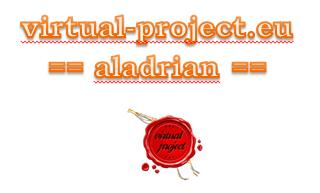 virtual-project.eu
== aladrian ==
virtual
project